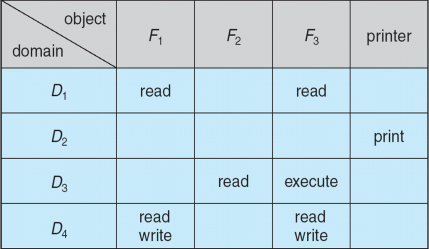 object
domain
F1 F2 F3 printer
D1 read read
D2 print
D3 read execute
D4 read write read write